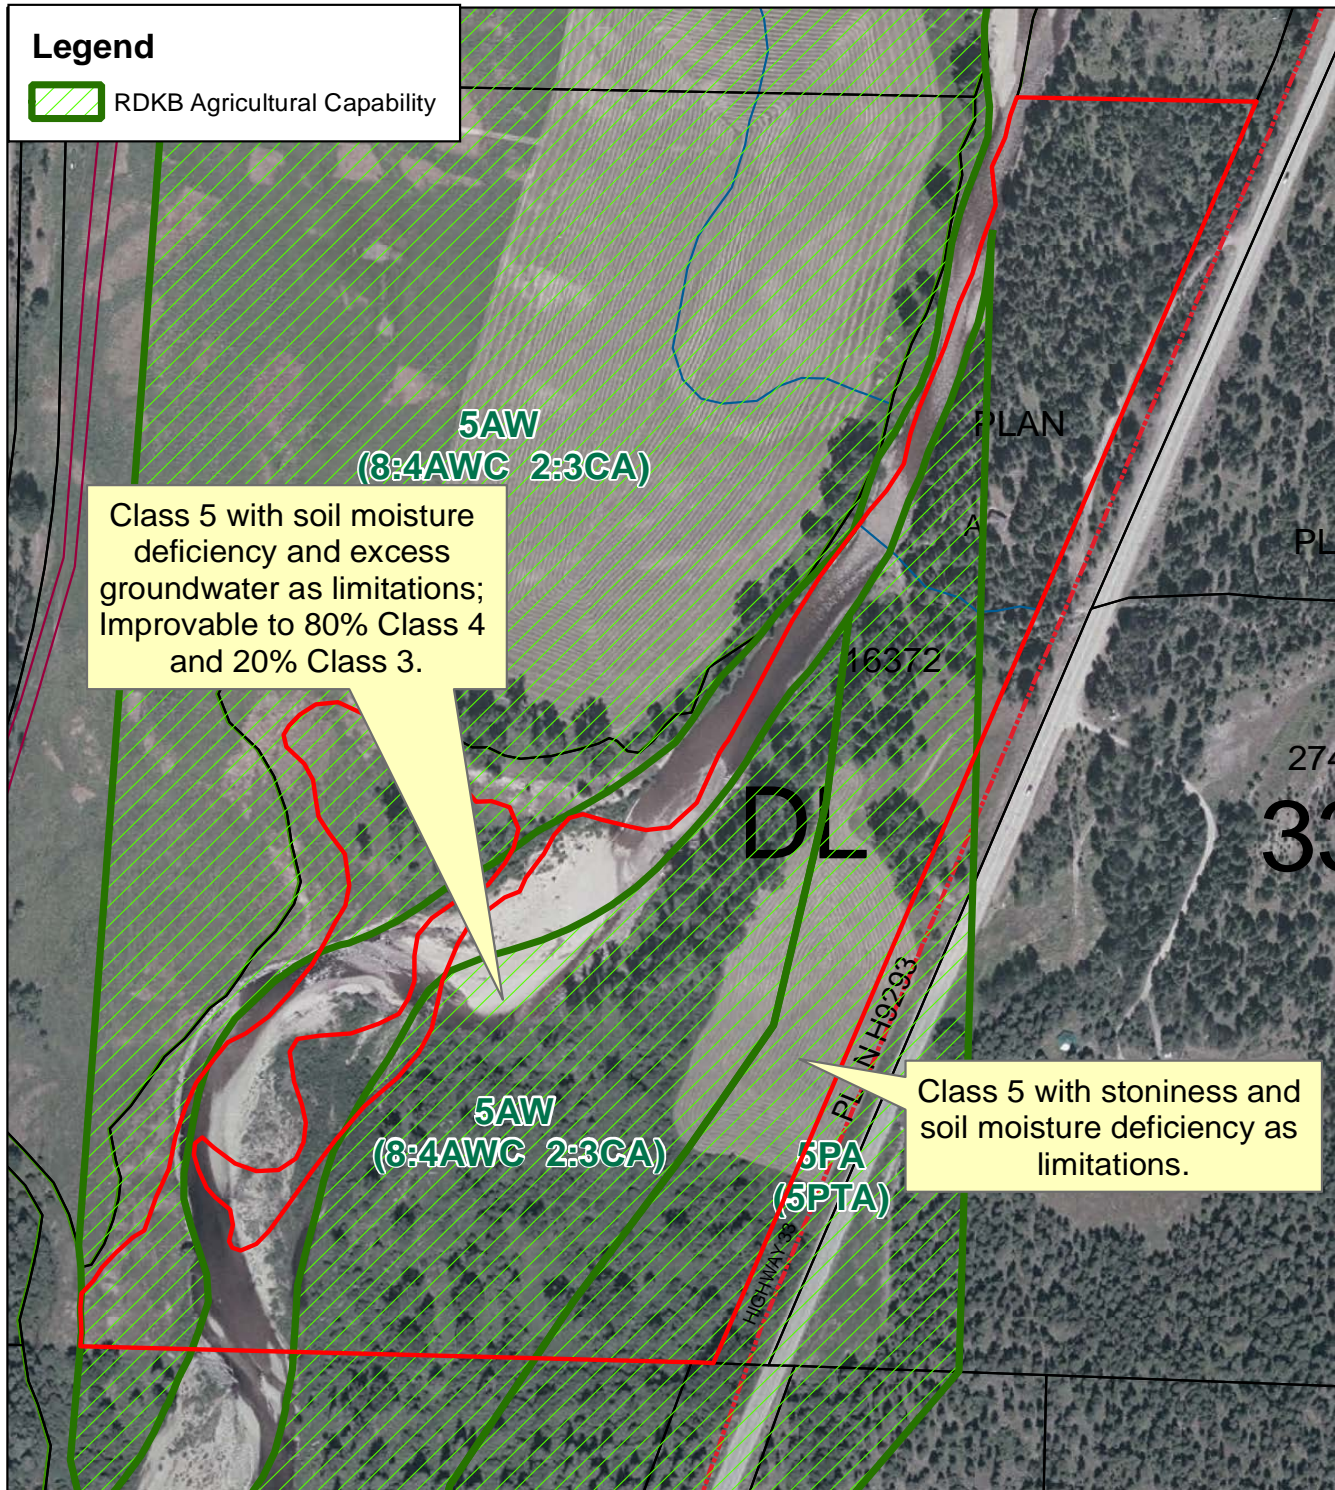 Legend
RDKB Agricultural Capability
5AW
(8:4AWC 2:3CA)
Class 5 with soil moisture
deficiency and excess
groundwater as limitations;
Improvable to 80% Class 4
and 20% Class 3.
PLAN
A
PL
16372
DL
274
33
PL N H9293
5AW
(8:4AWC 2:3CA)
Class 5 with stoniness and
soil moisture deficiency as
limitations.
5PA
(5PTA)
HIGHWAY 33